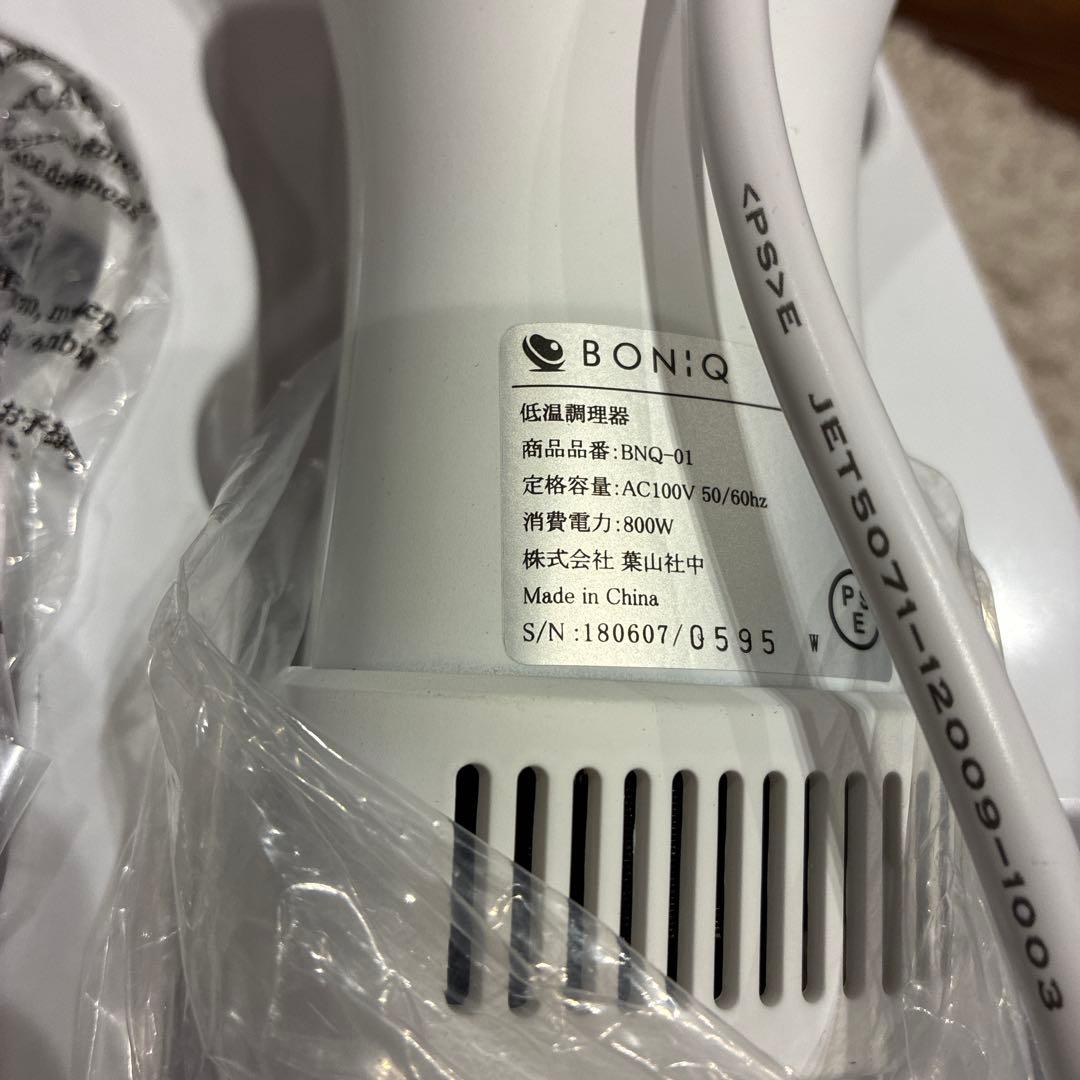 BONIQ
低温調理器
商品品番:BNQ-01
定格容量:AC100V 50/60hz
消費電力:800W
株式会社 葉山社中
Made in China
S/N:180607/0595 W
PSE
<PS>E JET5071-12009-1003